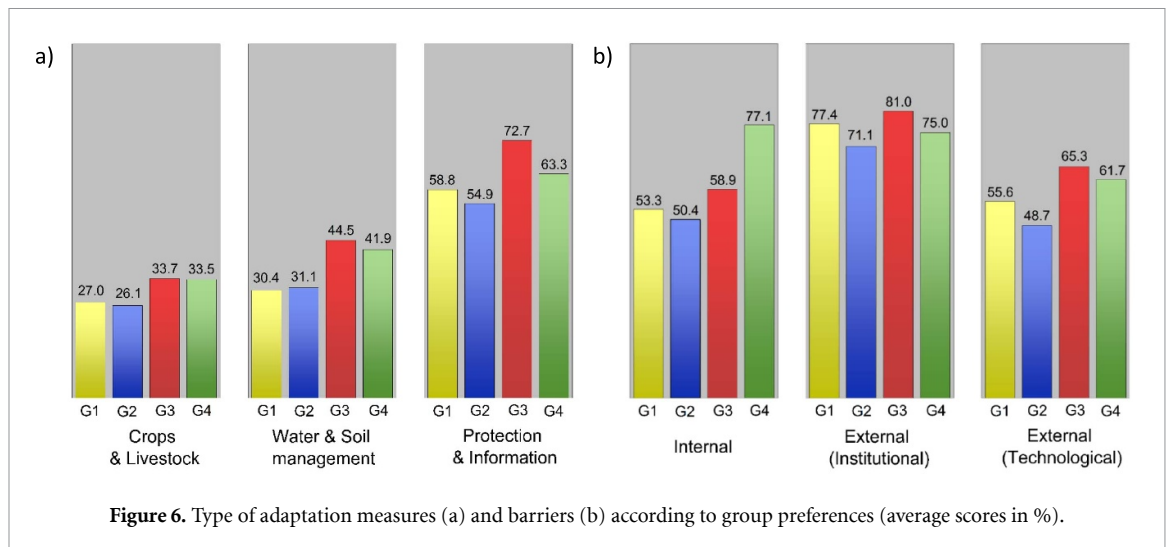 a)
27.0 26.1 33.7 33.5
G1 G2 G3 G4
Crops
& Livestock
30.4 31.1 44.5 41.9
G1 G2 G3 G4
Water & Soil
management
58.8 54.9 72.7 63.3
G1 G2 G3 G4
Protection
& Information
b)
53.3 50.4 58.9 77.1
G1 G2 G3 G4
Internal
77.4 71.1 81.0 75.0
G1 G2 G3 G4
External
(Institutional)
55.6 48.7 65.3 61.7
G1 G2 G3 G4
External
(Technological)
Figure 6. Type of adaptation measures (a) and barriers (b) according to group preferences (average scores in %).